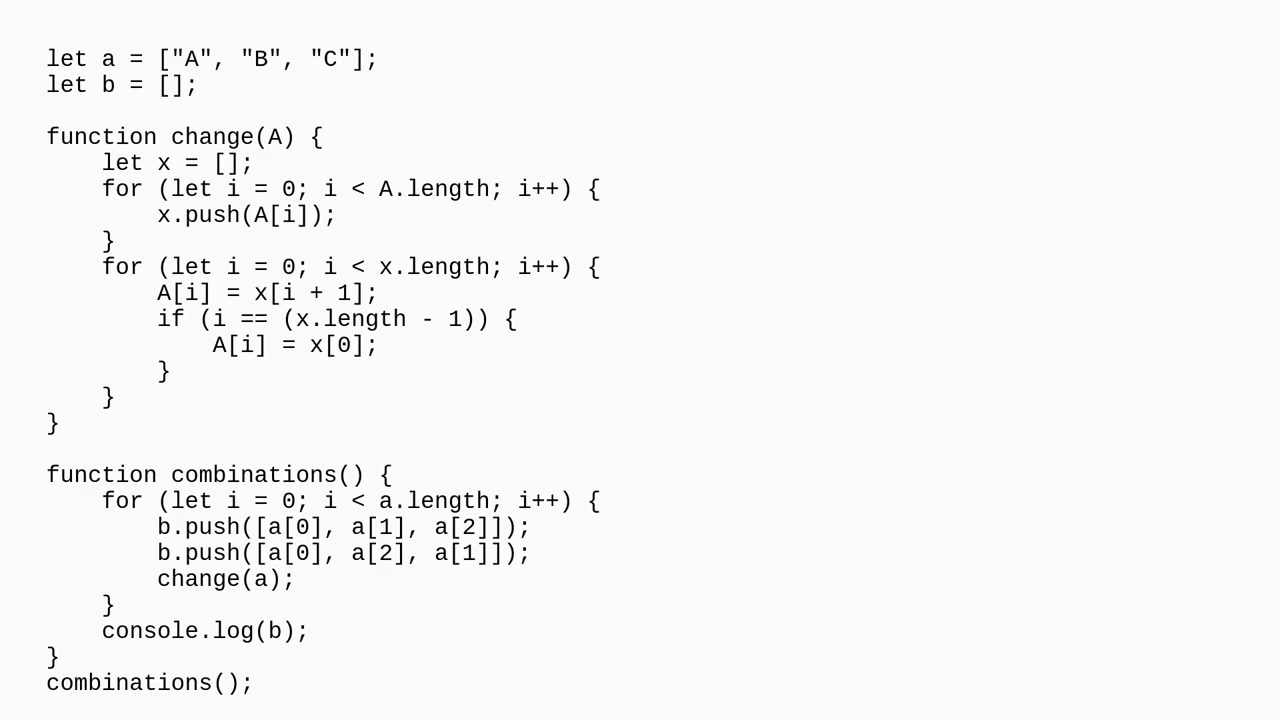 let a = ["A", "B", "C"];
let b = [];

function change(A) {
    let x = [];
    for (let i = 0; i < A.length; i++) {
        x.push(A[i]);
    }
    for (let i = 0; i < x.length; i++) {
        A[i] = x[i + 1];
        if (i == (x.length - 1)) {
            A[i] = x[0];
        }
    }
}

function combinations() {
    for (let i = 0; i < a.length; i++) {
        b.push([a[0], a[1], a[2]]);
        b.push([a[0], a[2], a[1]]);
        change(a);
    }
    console.log(b);
}
combinations();